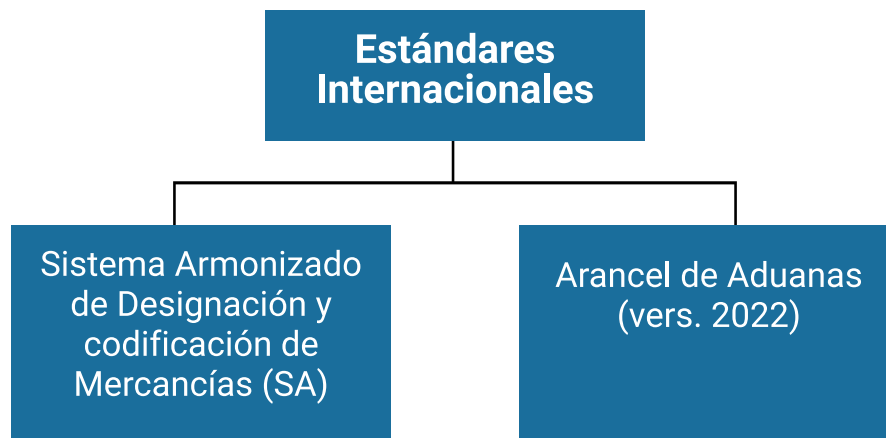 Estándares
Internacionales
Sistema Armonizado
de Designación y
codificación de
Mercancías (SA)
Arancel de Aduanas
(vers. 2022)